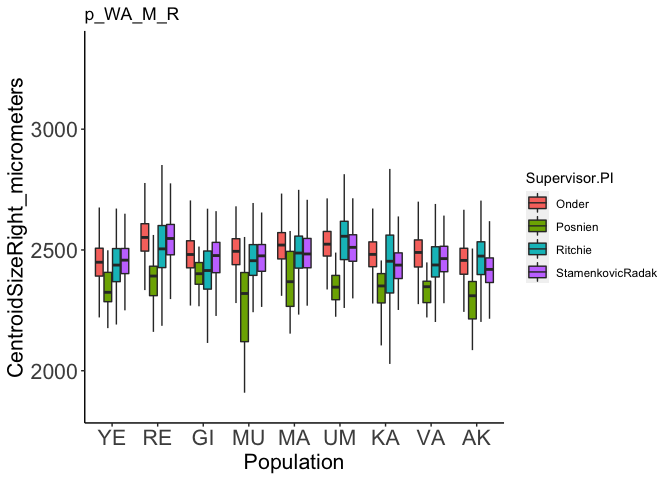 p_WA_M_R
CentroidSizeRight_micrometers
3000
2500
2000
YE RE GI MU MA UM KA VA AK
Population
Supervisor.PI
Onder
Posnien
Ritchie
StamenkovicRadak